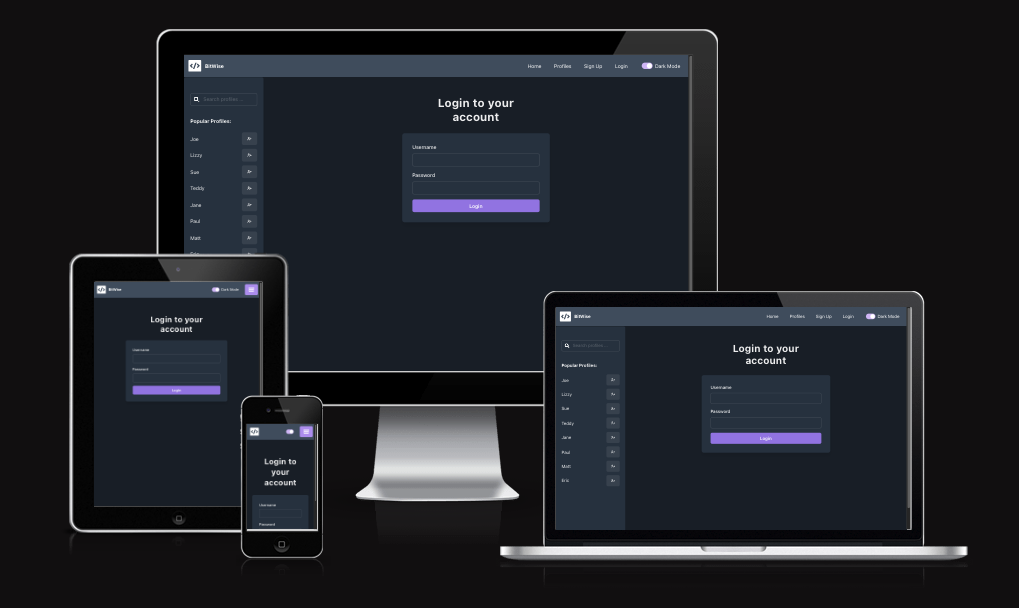 </> BitWise
Home Profiles Sign Up Login Dark Mode
Search profiles ...
Popular Profiles:
Joe
Lizzy
Sue
Teddy
Jane
Paul
Matt
Eric
Login to your
account
Username
Password
Login
</> BitWise Dark Mode
Login to your
account
Username
Password
Login
</>
Login to
your
account
Username
Password
</> BitWise
Home Profiles Sign Up Login Dark Mode
Search profiles ...
Popular Profiles:
Joe
Lizzy
Sue
Teddy
Jane
Paul
Matt
Eric
Login to your
account
Username
Password
Login